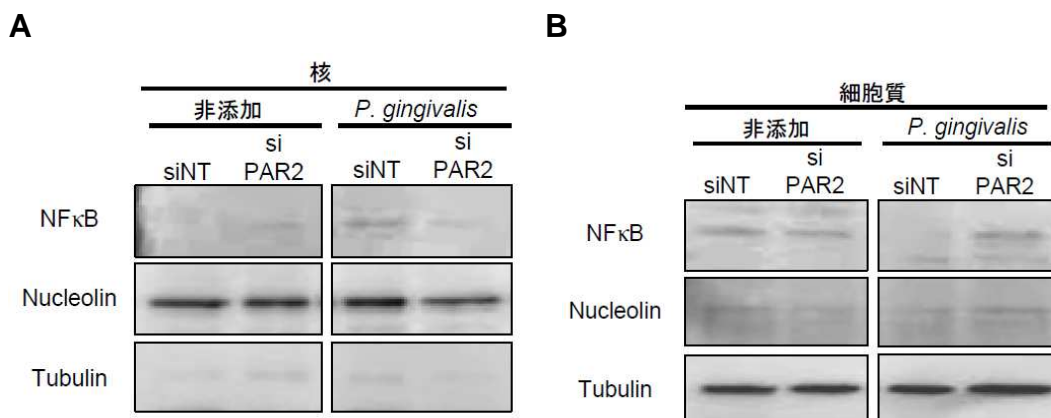 A
核
非添加 P. gingivalis
siNT si PAR2 siNT si PAR2
NFκB
Nucleolin
Tubulin
B
細胞質
非添加 P. gingivalis
siNT si PAR2 siNT si PAR2
NFκB
Nucleolin
Tubulin